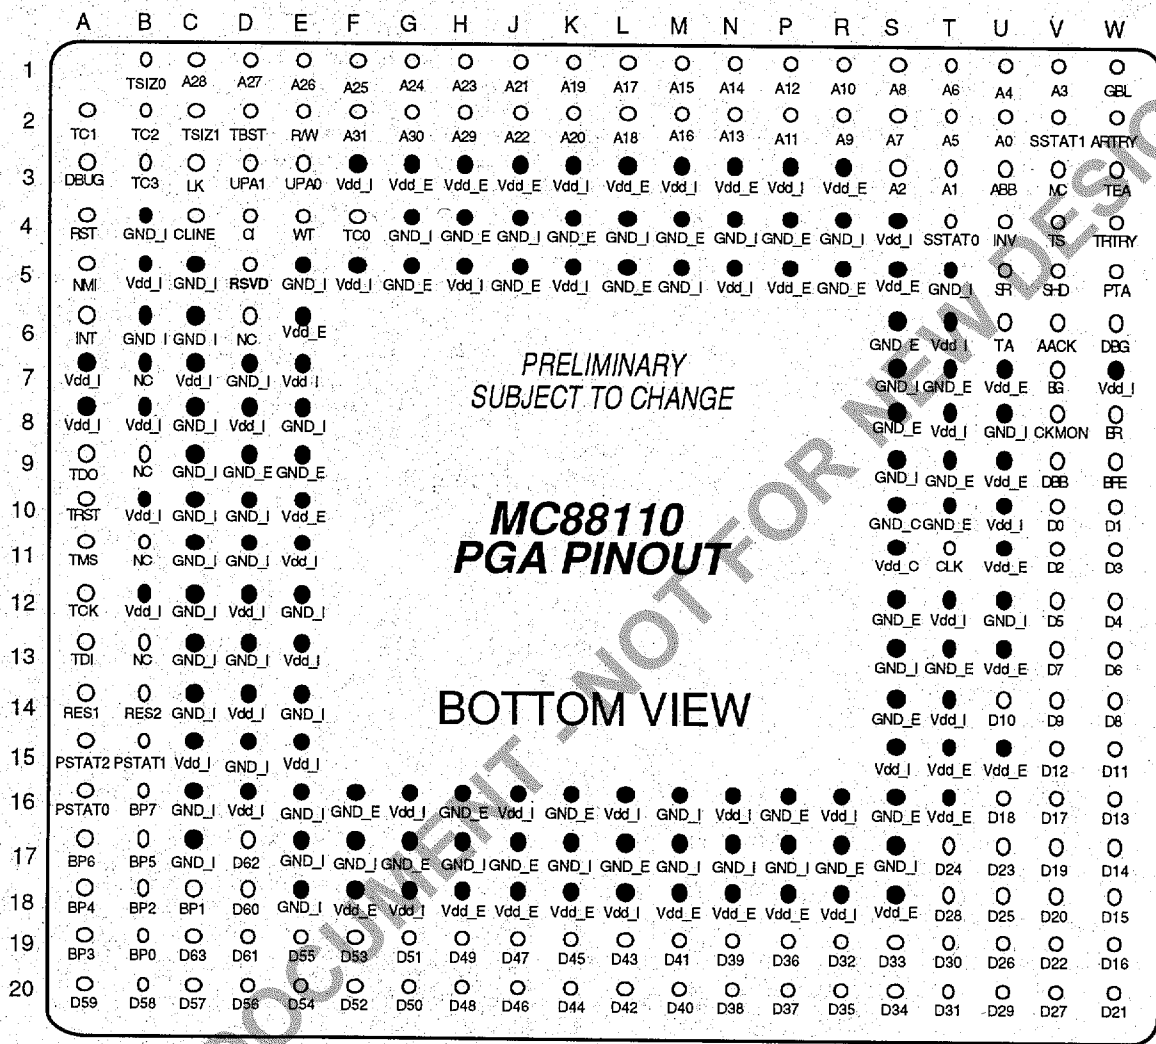 A B C D E F G H J K L M N P R S T U V W
1 TSIZ0 A28 A27 A26 A25 A24 A23 A21 A19 A17 A15 A14 A12 A10 A8 A6 A4 A3 GBL
2 TC1 TC2 TSIZ1 TBST R/W A31 A30 A29 A22 A20 A18 A16 A13 A11 A9 A7 A5 A0 SSTAT1 ARTRY
3 DBUG TC3 LK UPA1 UPA0 Vdd_I Vdd_E Vdd_E Vdd_E Vdd_I Vdd_E Vdd_I Vdd_E Vdd_I Vdd_E A2 A1 ABB MC TEA
4 RST GND_I CLINE CI WT TC0 GND_I GND_E GND_I GND_E GND_I GND_E GND_I GND_E GND_I Vdd_I SSTAT0 INV TS TRTRY
5 NMI Vdd_I GND_I RSVD GND_I Vdd_I GND_E Vdd_I GND_E Vdd_I GND_E GND_I Vdd_I Vdd_E GND_E Vdd_E GND_I SR SHD PTA
6 INT GND_I GND_I NC Vdd_E GND_E Vdd_I TA AACK DBG
PRELIMINARY
SUBJECT TO CHANGE
7 Vdd_I NC Vdd_I GND_I Vdd_I GND_I GND_E Vdd_E BG Vdd_I
8 Vdd_I Vdd_I GND_I Vdd_I GND_I GND_E Vdd_I GND_I CKMON BR
9 TDO NC GND_I GND_E GND_E GND_I GND_E Vdd_E DBB BFE
10 TRST Vdd_I GND_I GND_I Vdd_E GND_C GND_E Vdd_I D0 D1
MC88110
PGA PINOUT
11 TMS NC GND_I GND_I Vdd_I Vdd_C CLK Vdd_E D2 D3
12 TCK Vdd_I GND_I Vdd_I GND_I GND_E Vdd_I GND_I D5 D4
13 TDI NC GND_I GND_I Vdd_I GND_I GND_E Vdd_E D7 D6
14 RES1 RES2 GND_I Vdd_I GND_I GND_E Vdd_I D10 D9 D8
BOTTOM VIEW
15 PSTAT2 PSTAT1 Vdd_I GND_I Vdd_I Vdd_I Vdd_E Vdd_E D12 D11
16 PSTAT0 BP7 GND_I Vdd_I GND_I GND_E Vdd_I GND_E Vdd_I GND_E Vdd_I GND_I Vdd_I GND_E Vdd_I GND_E Vdd_E D18 D17 D13
17 BP6 BP5 GND_I D62 GND_I GND_I GND_E GND_I GND_E GND_I GND_I GND_E GND_I GND_I GND_E GND_I D24 D23 D19 D14
18 BP4 BP2 BP1 D60 GND_I Vdd_E Vdd_I Vdd_E Vdd_E Vdd_E Vdd_I Vdd_E Vdd_E Vdd_E Vdd_I Vdd_E D28 D25 D20 D15
19 BP3 BP0 D63 D61 D55 D53 D51 D49 D47 D45 D43 D41 D39 D36 D32 D33 D30 D26 D22 D16
20 D59 D58 D57 D56 D54 D52 D50 D48 D46 D44 D42 D40 D38 D37 D35 D34 D31 D29 D27 D21
DOCUMENT - NOT FOR NEW DESIG